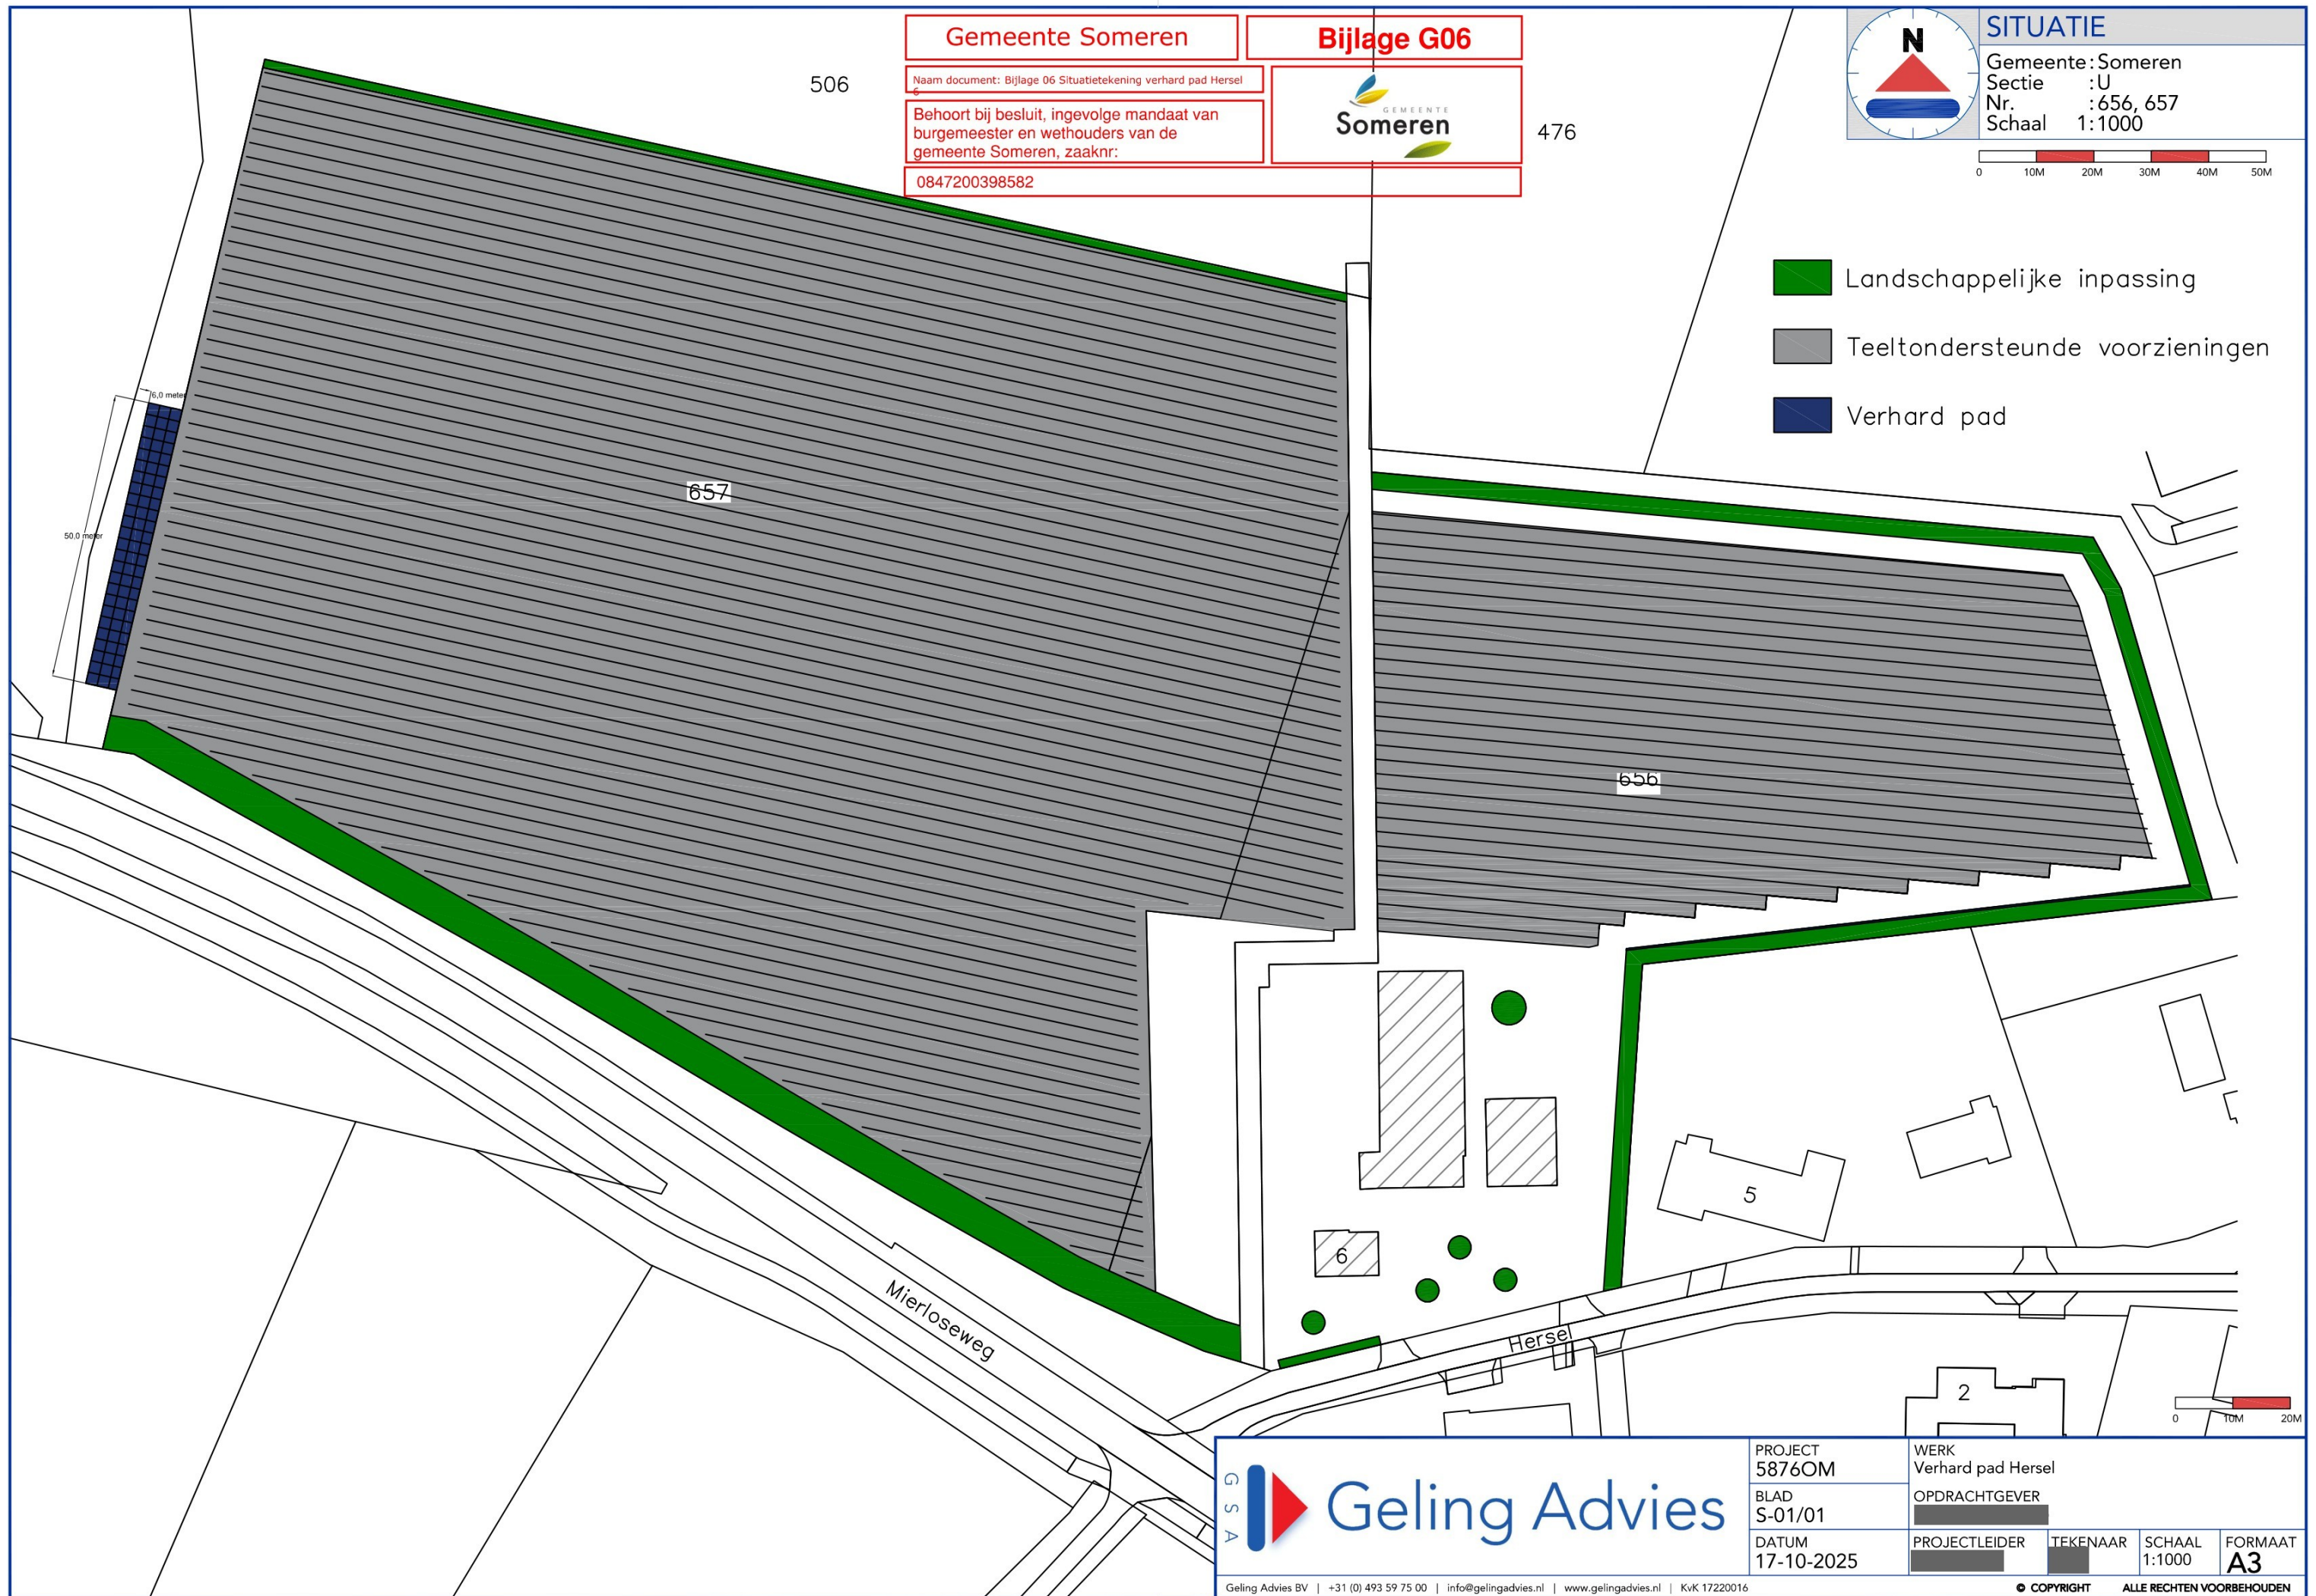 Gemeente Someren
Bijlage G06
Naam document: Bijlage 06 Situatietekening verhard pad Hersel
6
Behoort bij besluit, ingevolge mandaat van
burgemeester en wethouders van de
gemeente Someren, zaaknr:
0847200398582
GEMEENTE
Someren
506
476
N
SITUATIE
Gemeente: Someren
Sectie :U
Nr. :656, 657
Schaal 1:1000
0 10M 20M 30M 40M 50M
Landschappelijke inpassing
Teeltondersteunde voorzieningen
Verhard pad
6,0 meter
50,0 meter
657
656
5
6
Mierloseweg
Hersel
2
0 10M 20M
GSA
Geling Advies
PROJECT
5876OM
WERK
Verhard pad Hersel
BLAD
S-01/01
OPDRACHTGEVER
DATUM
17-10-2025
PROJECTLEIDER
TEKENAAR
SCHAAL
1:1000
FORMAAT
A3
Geling Advies BV | +31 (0) 493 59 75 00 | info@gelingadvies.nl | www.gelingadvies.nl | KvK 17220016
© COPYRIGHT ALLE RECHTEN VOORBEHOUDEN